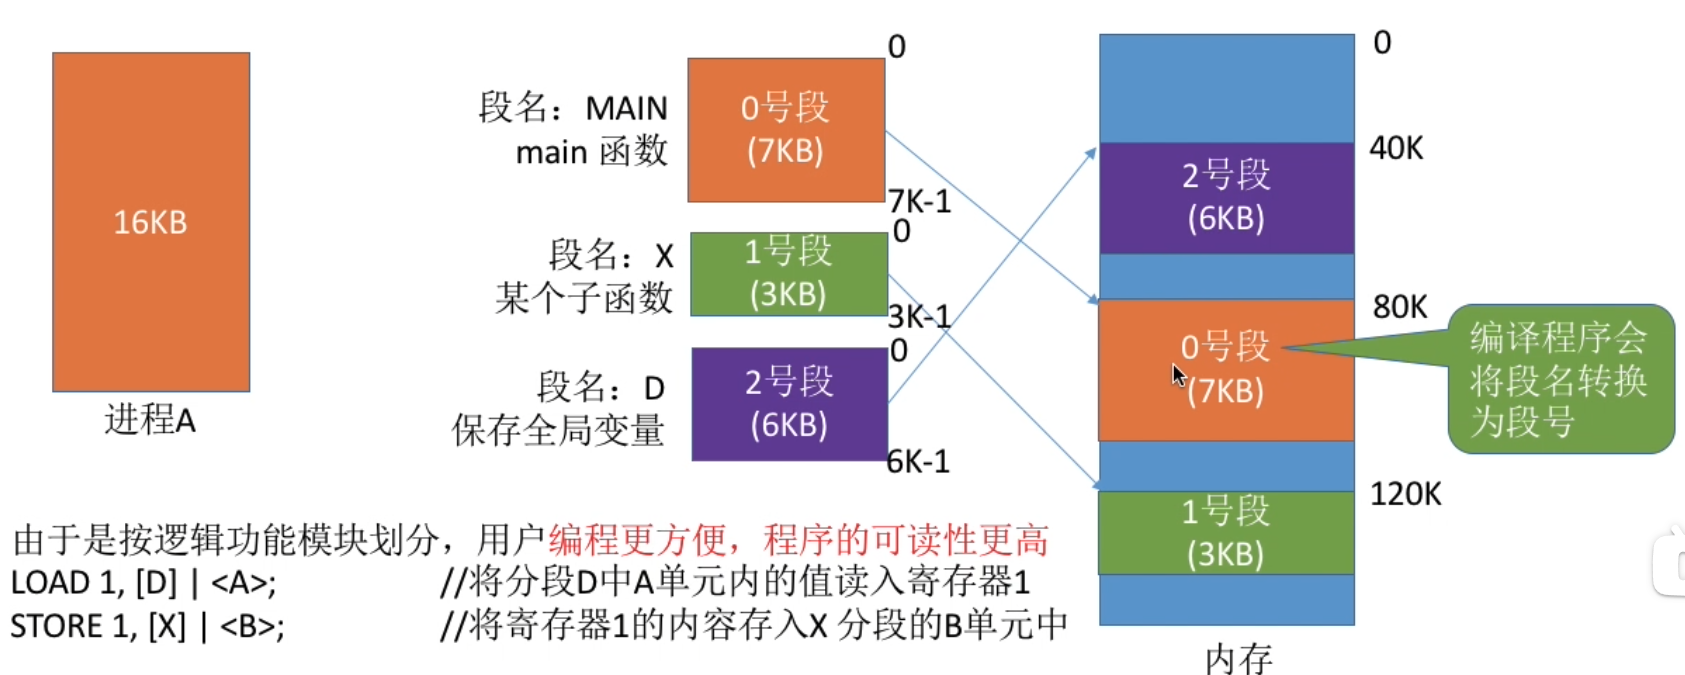 16KB
进程A
段名：MAIN
main 函数
0
0号段
(7KB)
7K-1
段名：X
某个子函数
0
1号段
(3KB)
3K-1
段名：D
保存全局变量
0
2号段
(6KB)
6K-1
0
40K
2号段
(6KB)
80K
0号段
(7KB)
120K
1号段
(3KB)
内存
编译程序会
将段名转换
为段号
由于是按逻辑功能模块划分，用户编程更方便，程序的可读性更高
LOAD 1, [D] | <A>; //将分段D中A单元内的值读入寄存器1
STORE 1, [X] | <B>; //将寄存器1的内容存入X 分段的B单元中